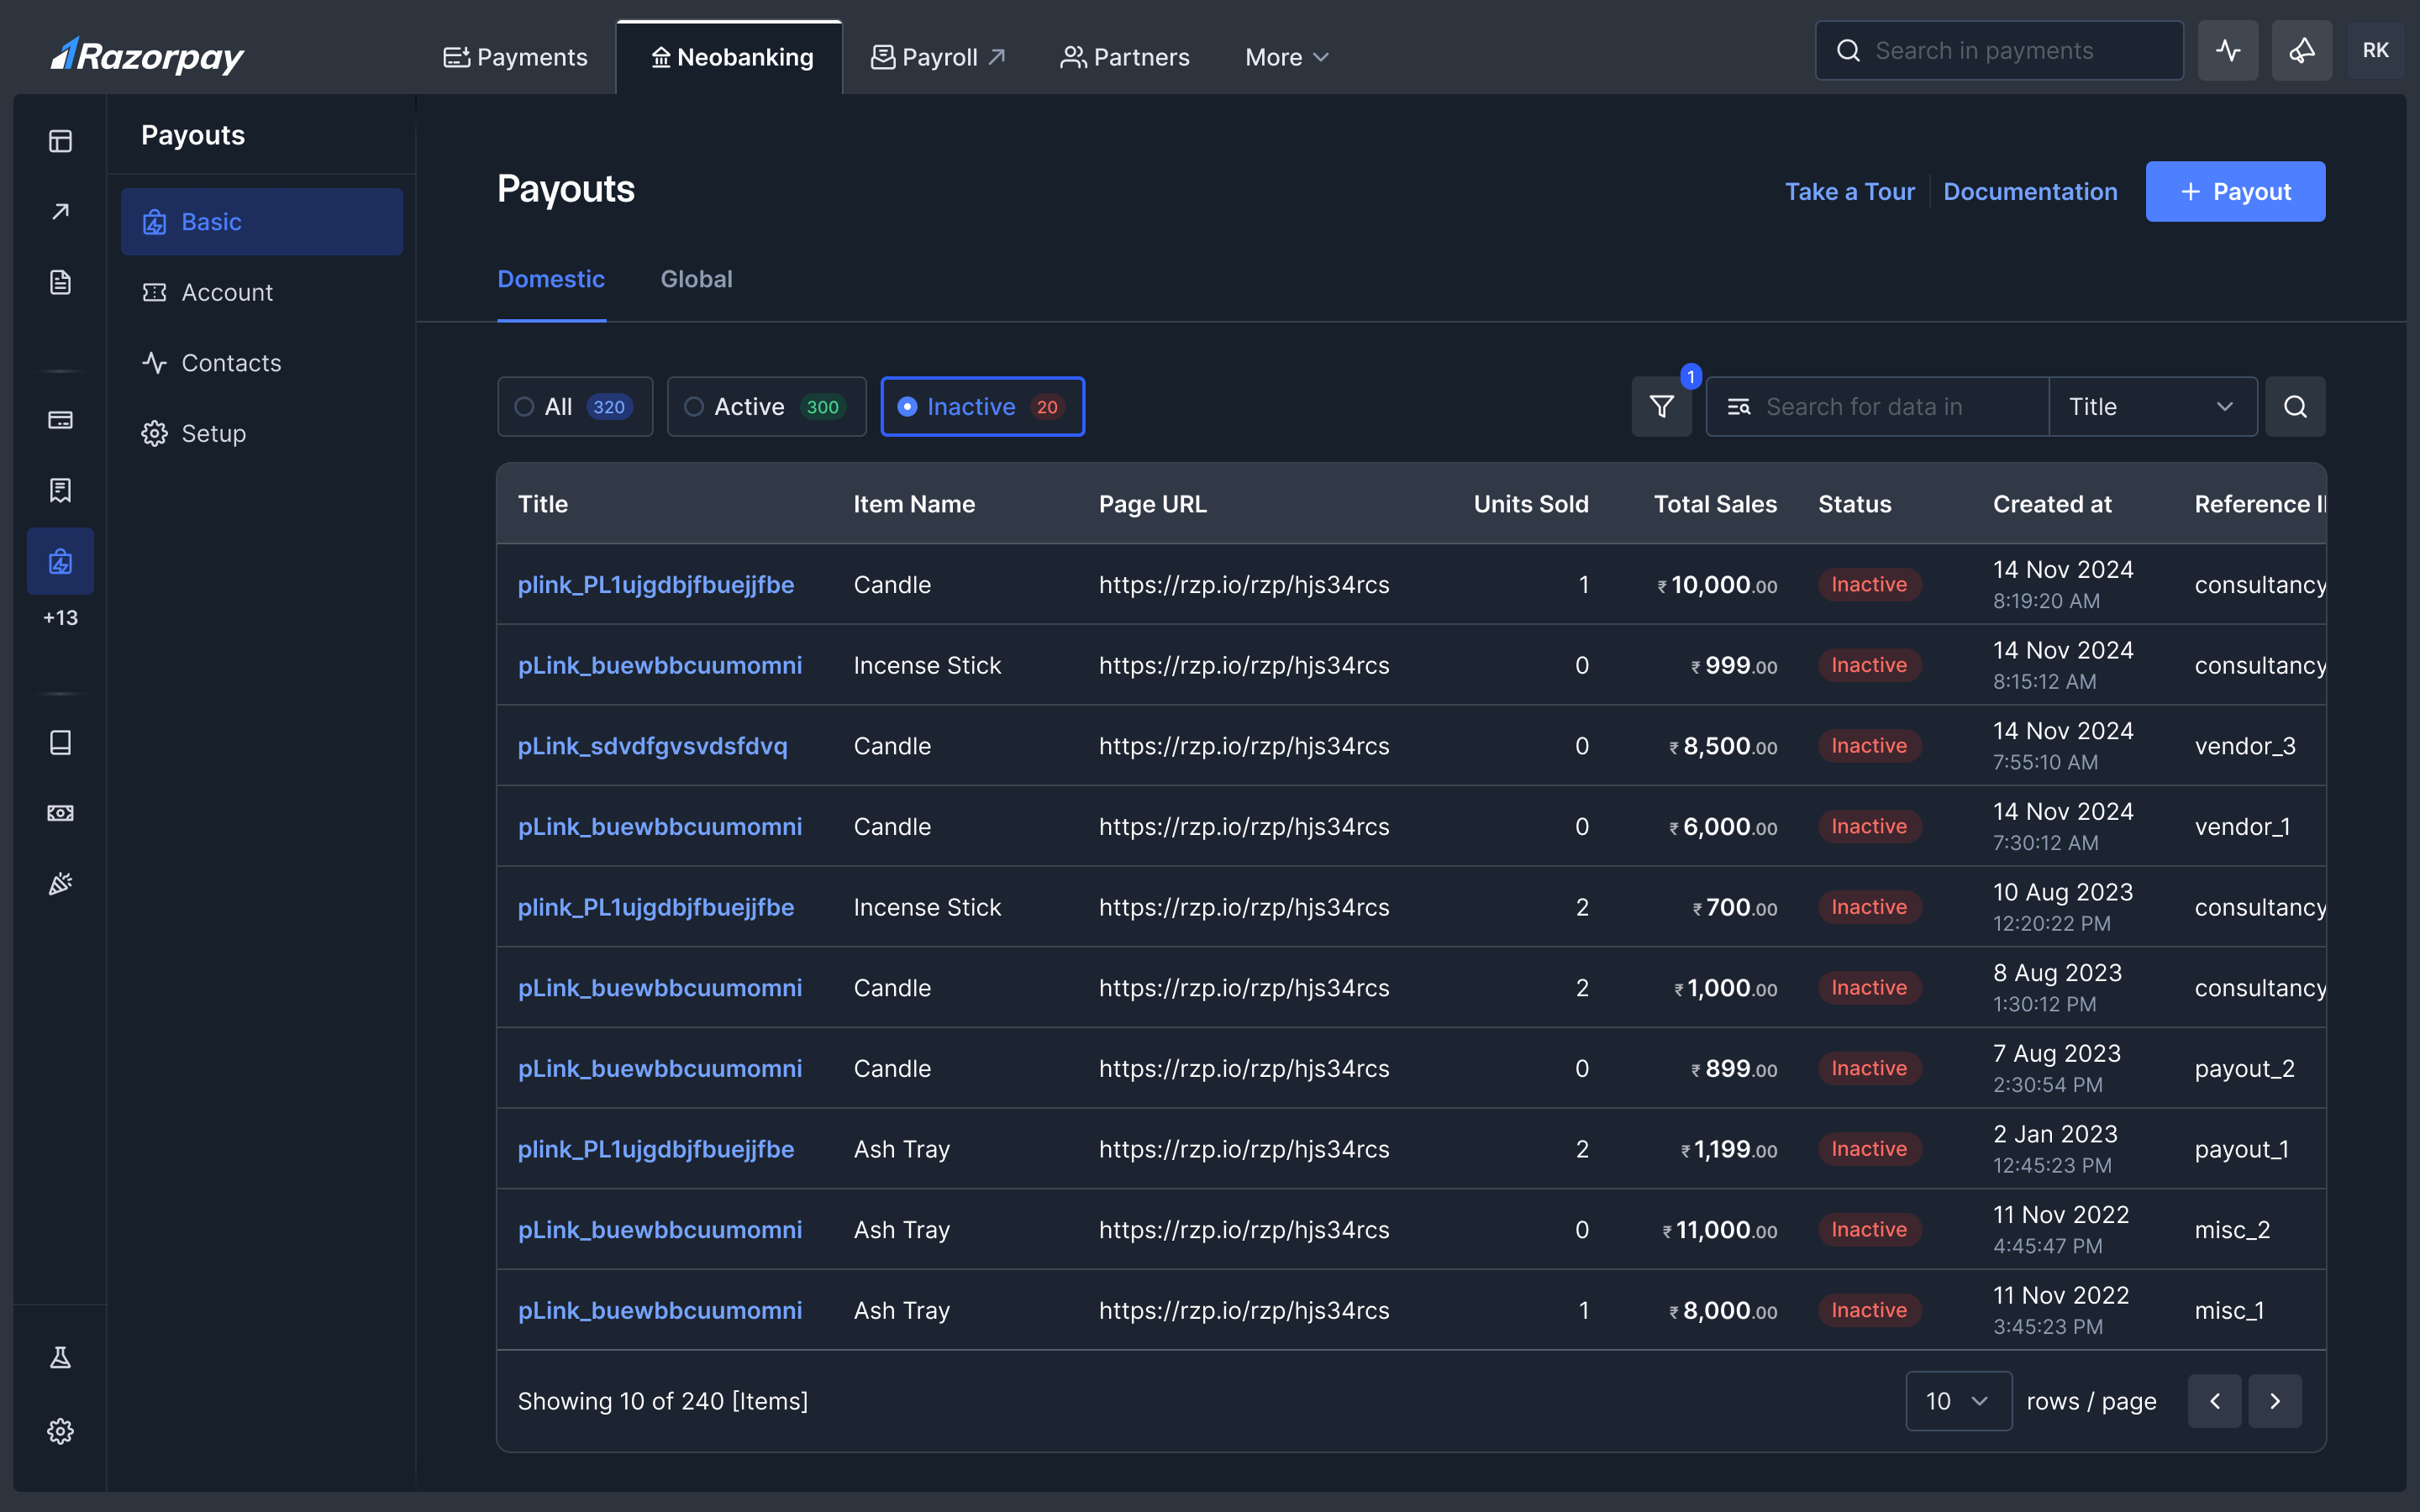 Razorpay
Payments
Neobanking
Payroll
Partners
More
Search in payments
RK
Payouts
Basic
Account
Contacts
Setup
+13
Payouts
Take a Tour
Documentation
+ Payout
Domestic
Global
All 320
Active 300
Inactive 20
1
Search for data in
Title
Title Item Name Page URL Units Sold Total Sales Status Created at Reference I
plink_PL1ujgdbjfbuejjfbe Candle https://rzp.io/rzp/hjs34rcs 1 ₹10,000.00 Inactive 14 Nov 2024 consultancy
8:19:20 AM
pLink_buewbbcuumomni Incense Stick https://rzp.io/rzp/hjs34rcs 0 ₹999.00 Inactive 14 Nov 2024 consultancy
8:15:12 AM
pLink_sdvdfgvsvdsfdvq Candle https://rzp.io/rzp/hjs34rcs 0 ₹8,500.00 Inactive 14 Nov 2024 vendor_3
7:55:10 AM
pLink_buewbbcuumomni Candle https://rzp.io/rzp/hjs34rcs 0 ₹6,000.00 Inactive 14 Nov 2024 vendor_1
7:30:12 AM
plink_PL1ujgdbjfbuejjfbe Incense Stick https://rzp.io/rzp/hjs34rcs 2 ₹700.00 Inactive 10 Aug 2023 consultancy
12:20:22 PM
pLink_buewbbcuumomni Candle https://rzp.io/rzp/hjs34rcs 2 ₹1,000.00 Inactive 8 Aug 2023 consultancy
1:30:12 PM
pLink_buewbbcuumomni Candle https://rzp.io/rzp/hjs34rcs 0 ₹899.00 Inactive 7 Aug 2023 payout_2
2:30:54 PM
plink_PL1ujgdbjfbuejjfbe Ash Tray https://rzp.io/rzp/hjs34rcs 2 ₹1,199.00 Inactive 2 Jan 2023 payout_1
12:45:23 PM
pLink_buewbbcuumomni Ash Tray https://rzp.io/rzp/hjs34rcs 0 ₹11,000.00 Inactive 11 Nov 2022 misc_2
4:45:47 PM
pLink_buewbbcuumomni Ash Tray https://rzp.io/rzp/hjs34rcs 1 ₹8,000.00 Inactive 11 Nov 2022 misc_1
3:45:23 PM
Showing 10 of 240 [Items]
10
rows / page